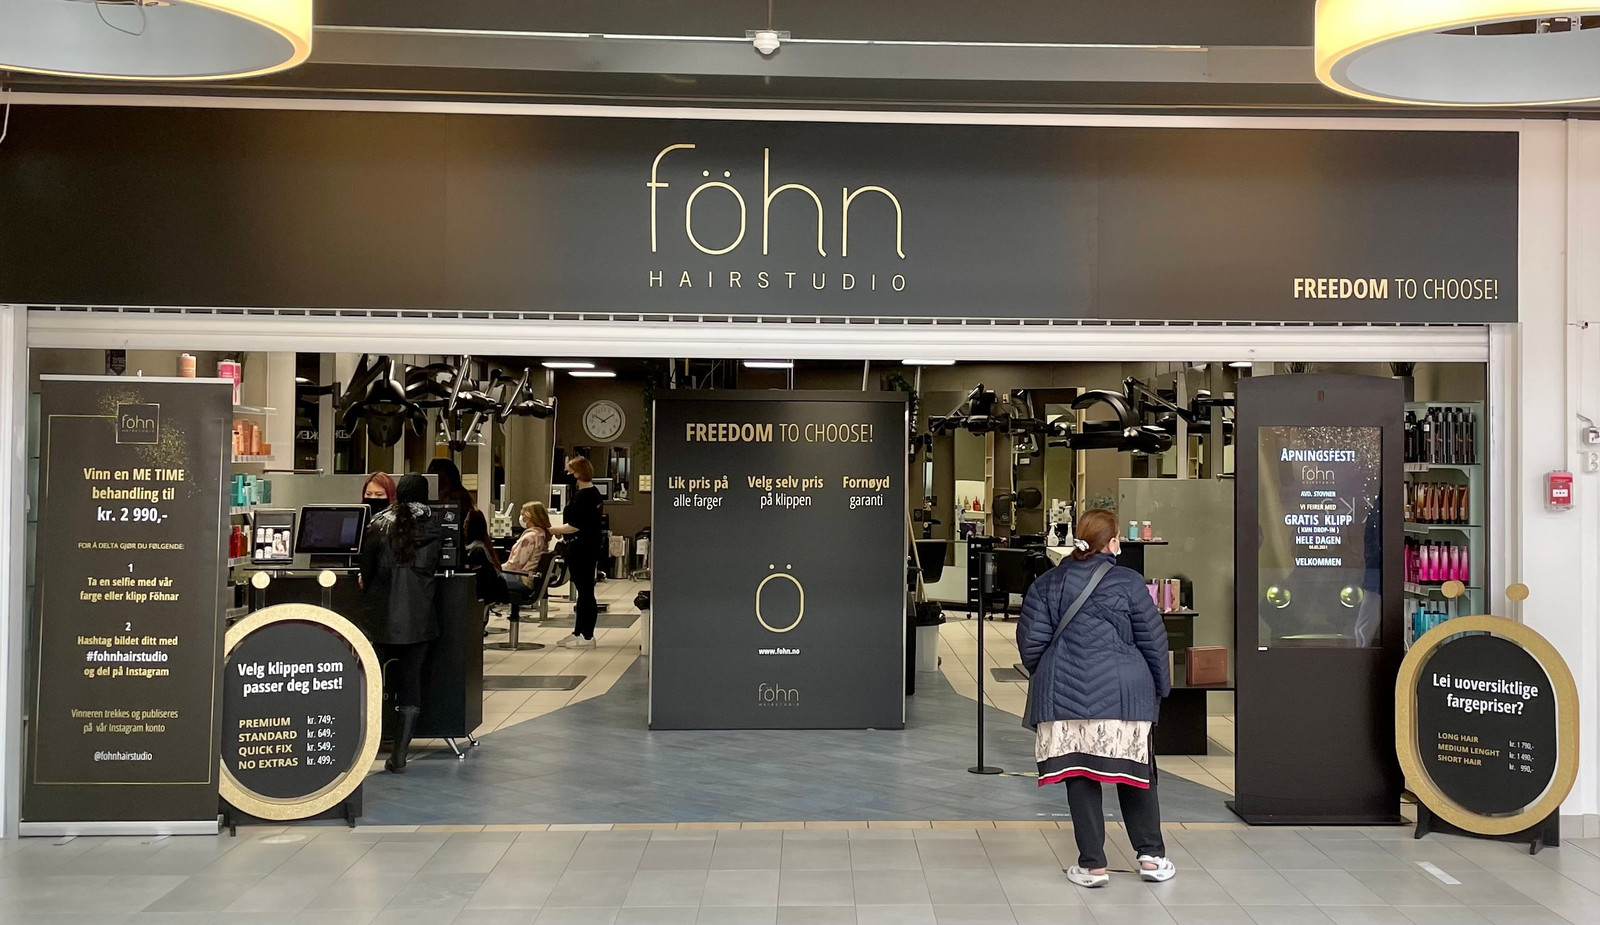 föhn
HAIRSTUDIO
FREEDOM TO CHOOSE!
föhn
HAIRSTUDIO
Vinn en ME TIME
behandling til
kr. 2 990,-
FOR Å DELTA GJØR DU FØLGENDE:
1
Ta en selfie med vår
farge eller klipp Föhnar
2
Hashtag bildet ditt med
#fohnhairstudio
og del på Instagram
Vinneren trekkes og publiseres
på vår Instagram konto
@fohnhairstudio
Velg klippen som
passer deg best!
PREMIUM kr. 749,-
STANDARD kr. 649,-
QUICK FIX kr. 549,-
NO EXTRAS kr. 499,-
FREEDOM TO CHOOSE!
Lik pris på
alle farger
Velg selv pris
på klippen
Fornøyd
garanti
Ö
www.fohn.no
föhn
HAIRSTUDIO
ÅPNINGSFEST!
föhn
HAIRSTUDIO
AVD. STOVNER
VI FEIRER MED
GRATIS KLIPP
( KUN DROP-IN )
HELE DAGEN
VELKOMMEN
Lei uoversiktlige
fargepriser?
LONG HAIR kr. 1 790,-
MEDIUM LENGHT kr. 1 490,-
SHORT HAIR kr. 990,-